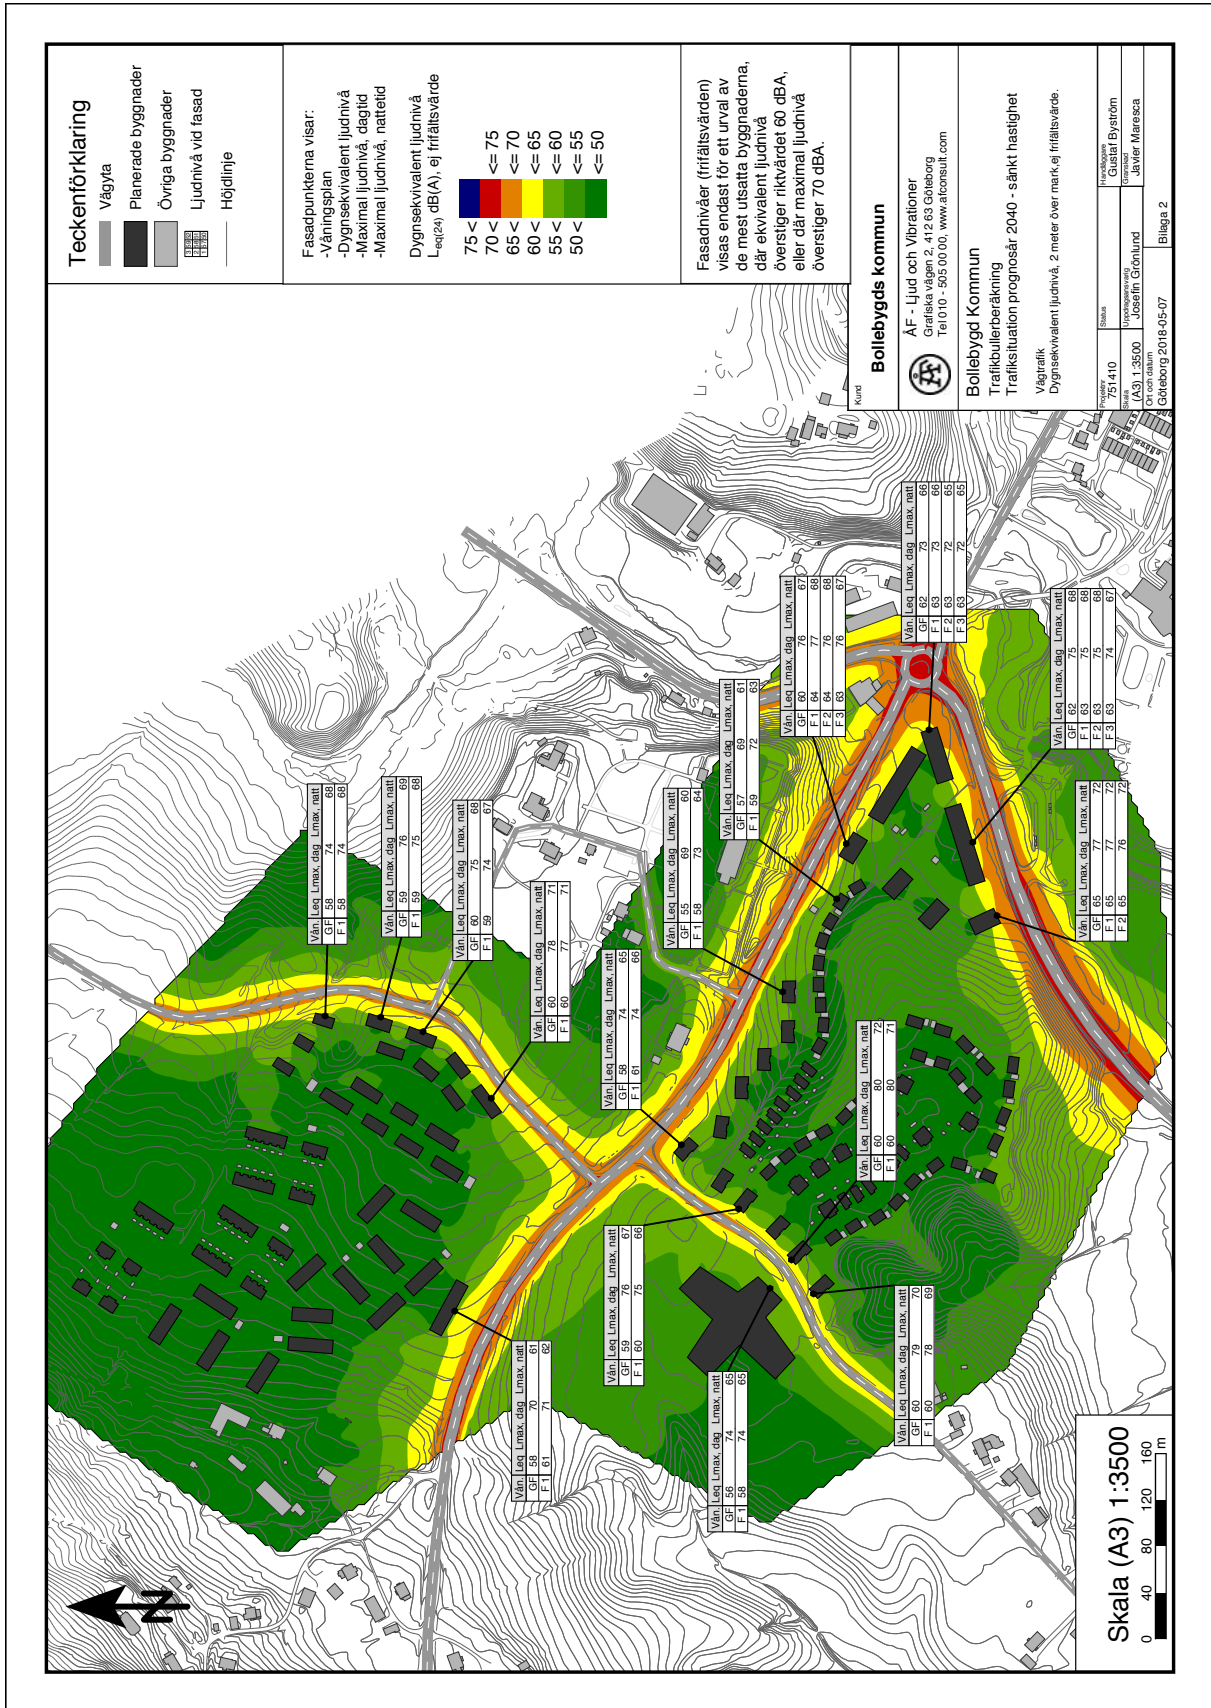 Teckenförklaring
Vägyta
Planerade byggnader
Övriga byggnader
Ljudnivå vid fasad
Höjdlinje
Fasadpunkterna visar:
-Våningsplan
-Dygnsekvivalent ljudnivå
-Maximal ljudnivå, dagtid
-Maximal ljudnivå, nattetid
Dygnsekvivalent ljudnivå
Leq(24) dB(A), ej frifältsvärde
75 <
70 < <= 75
65 < <= 70
60 < <= 65
55 < <= 60
50 < <= 55
<= 50
Fasadnivåer (frifältsvärden)
visas endast för ett urval av
de mest utsatta byggnaderna,
där ekvivalent ljudnivå
överstiger riktvärdet 60 dBA,
eller där maximal ljudnivå
överstiger 70 dBA.
Kund
Bollebygds kommun
ÅF
ÅF - Ljud och Vibrationer
Grafiska vägen 2, 412 63 Göteborg
Tel 010 - 505 00 00, www.afconsult.com
Bollebygd Kommun
Trafikbullerberäkning
Trafiksituation prognosår 2040 - sänkt hastighet
Vägtrafik
Dygnsekvivalent ljudnivå, 2 meter över mark,ej frifältsvärde.
Projektnr
751410
Status
Handläggare
Gustaf Byström
Skala
(A3) 1:3500
Uppdragsansvarig
Josefin Grönlund
Granskad
Javier Maresca
Ort och datum
Göteborg 2018-05-07
Bilaga 2
Vån. Leq Lmax, dag Lmax, natt
GF 58 74 68
F 1 58 74 68
Vån. Leq Lmax, dag Lmax, natt
GF 59 76 69
F 1 59 75 68
Vån. Leq Lmax, dag Lmax, natt
GF 60 75 68
F 1 59 74 67
Vån. Leq Lmax, dag Lmax, natt
GF 60 78 71
F 1 60 77 71
Vån. Leq Lmax, dag Lmax, natt
GF 58 74 65
F 1 61 74 66
Vån. Leq Lmax, dag Lmax, natt
GF 55 69 60
F 1 58 73 64
Vån. Leq Lmax, dag Lmax, natt
GF 57 69 61
F 1 59 72 63
Vån. Leq Lmax, dag Lmax, natt
GF 60 76 67
F 1 64 77 68
F 2 64 76 68
F 3 63 76 67
Vån. Leq Lmax, dag Lmax, natt
GF 62 73 66
F 1 63 73 66
F 2 63 72 65
F 3 63 72 65
Vån. Leq Lmax, dag Lmax, natt
GF 62 75 68
F 1 63 75 68
F 2 63 75 68
F 3 63 74 67
Vån. Leq Lmax, dag Lmax, natt
GF 65 77 72
F 1 65 77 72
F 2 65 76 72
Vån. Leq Lmax, dag Lmax, natt
GF 60 80 72
F 1 60 80 71
Vån. Leq Lmax, dag Lmax, natt
GF 59 76 67
F 1 60 75 66
Vån. Leq Lmax, dag Lmax, natt
GF 60 79 70
F 1 60 78 69
Vån. Leq Lmax, dag Lmax, natt
GF 58 70 61
F 1 61 71 62
Vån. Leq Lmax, dag Lmax, natt
GF 56 74 65
F 1 58 74 65
N
Skala (A3) 1:3500
0 40 80 120 160
m